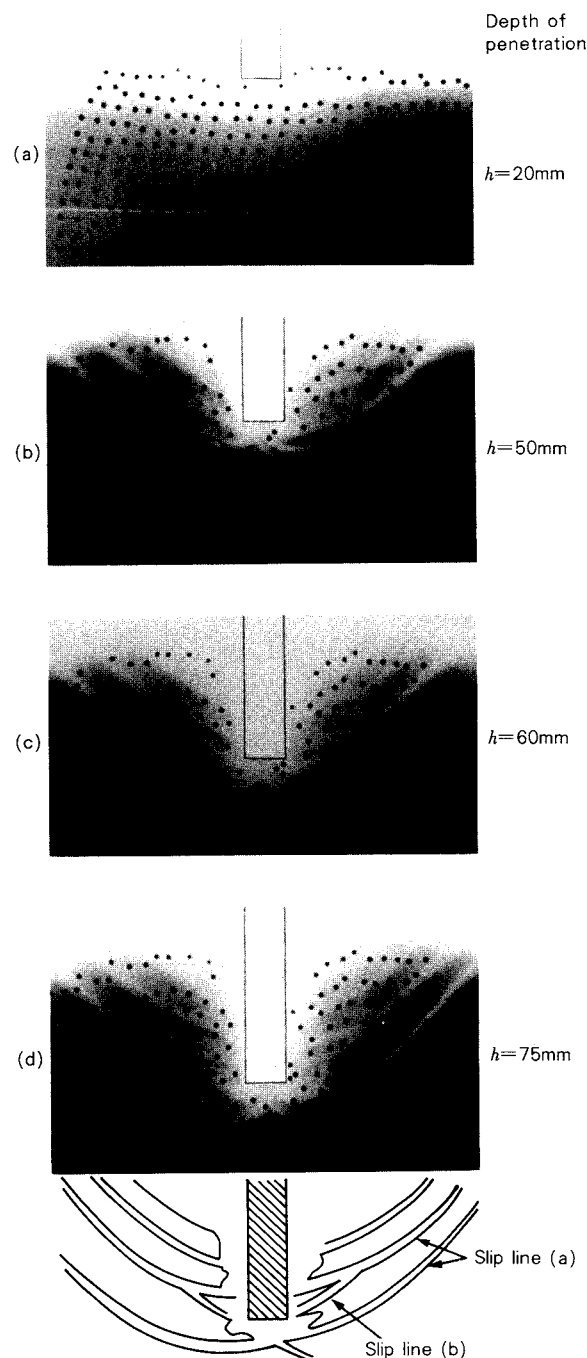 Depth of
penetration
(a)
h=20mm
(b)
h=50mm
(c)
h=60mm
(d)
h=75mm
Slip line (a)
Slip line (b)